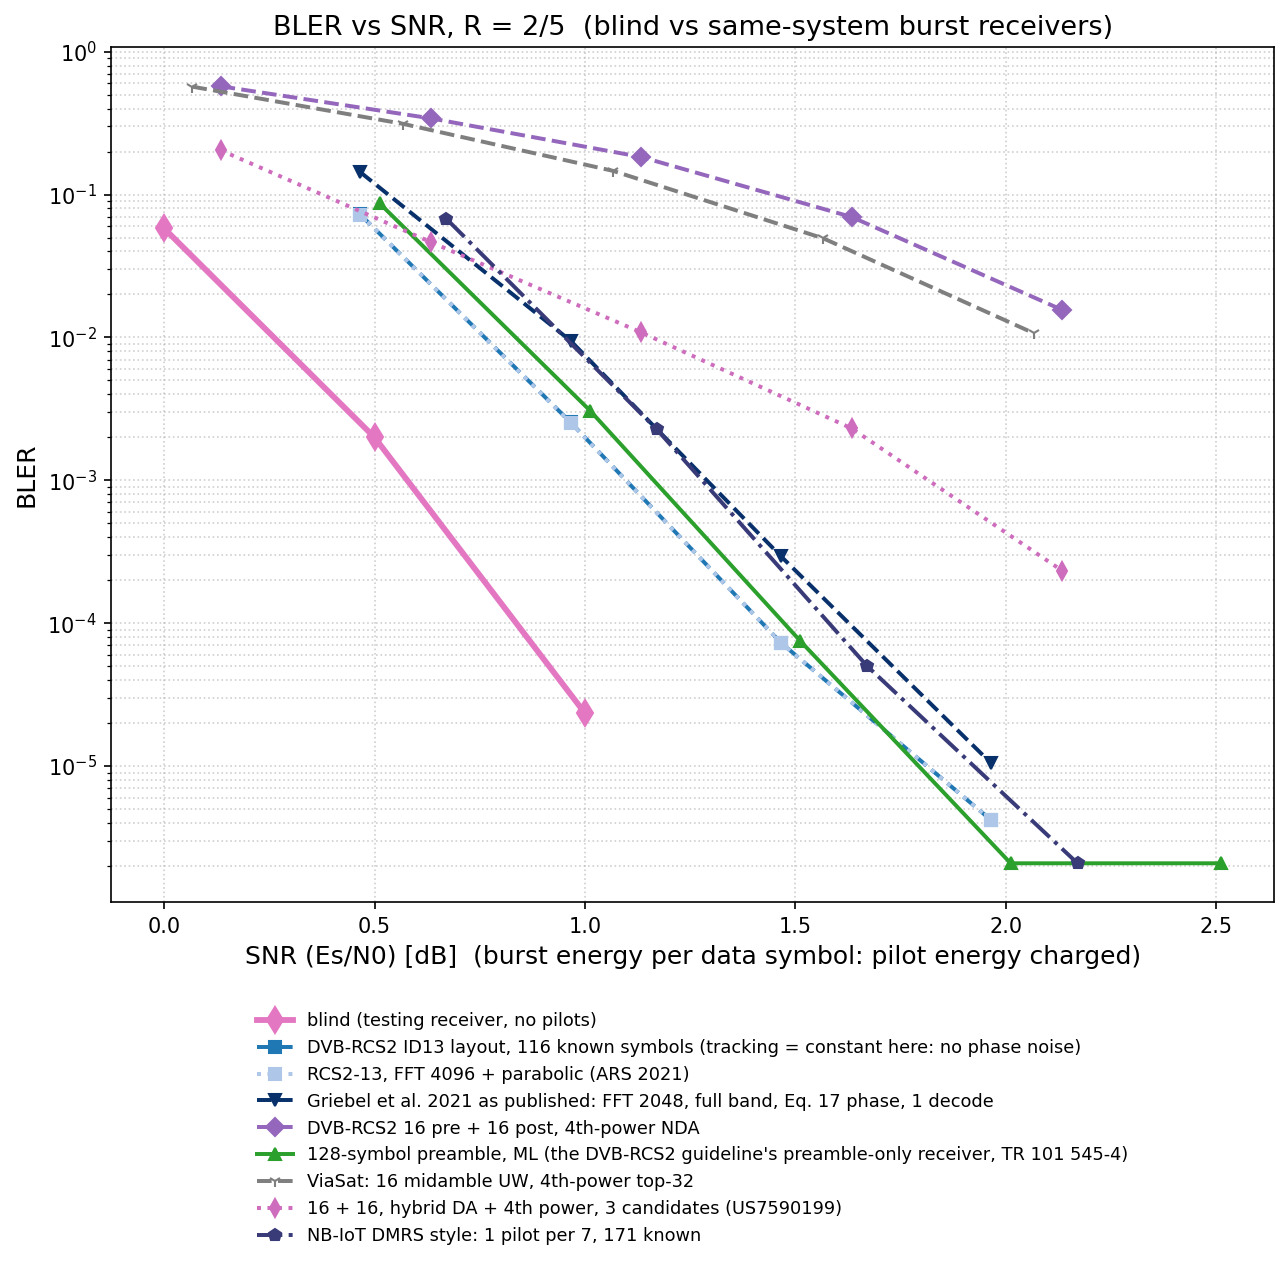 BLER vs SNR, R = 2/5  (blind vs same-system burst receivers)
10⁰
10⁻¹
10⁻²
10⁻³
10⁻⁴
10⁻⁵
BLER
0.0 0.5 1.0 1.5 2.0 2.5
SNR (Es/N0) [dB]  (burst energy per data symbol: pilot energy charged)
blind (testing receiver, no pilots)
DVB-RCS2 ID13 layout, 116 known symbols (tracking = constant here: no phase noise)
RCS2-13, FFT 4096 + parabolic (ARS 2021)
Griebel et al. 2021 as published: FFT 2048, full band, Eq. 17 phase, 1 decode
DVB-RCS2 16 pre + 16 post, 4th-power NDA
128-symbol preamble, ML (the DVB-RCS2 guideline's preamble-only receiver, TR 101 545-4)
ViaSat: 16 midamble UW, 4th-power top-32
16 + 16, hybrid DA + 4th power, 3 candidates (US7590199)
NB-IoT DMRS style: 1 pilot per 7, 171 known